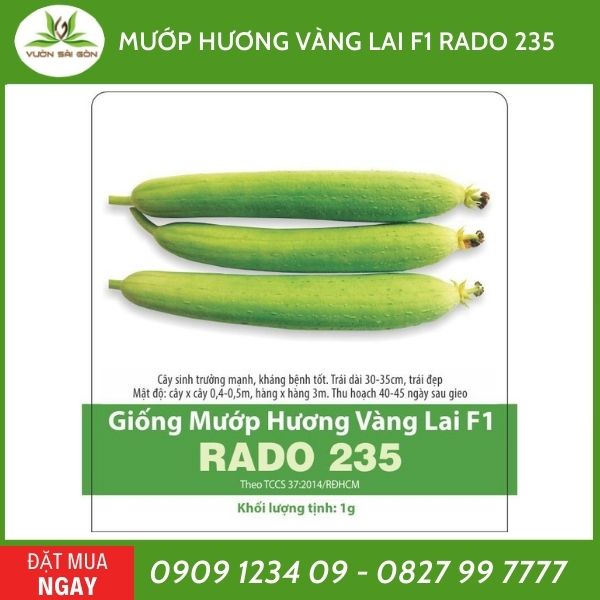 VƯỜN SÀI GÒN
MƯỚP HƯƠNG VÀNG LAI F1 RADO 235
Cây sinh trưởng mạnh, kháng bệnh tốt. Trái dài 30-35cm, trái đẹp
Mật độ: cây x cây 0,4-0,5m, hàng x hàng 3m. Thu hoạch 40-45 ngày sau gieo
Giống Mướp Hương Vàng Lai F1
RADO 235
Theo TCCS 37:2014/RĐHCM
Khối lượng tịnh: 1g
ĐẶT MUA
NGAY
0909 1234 09 - 0827 99 7777